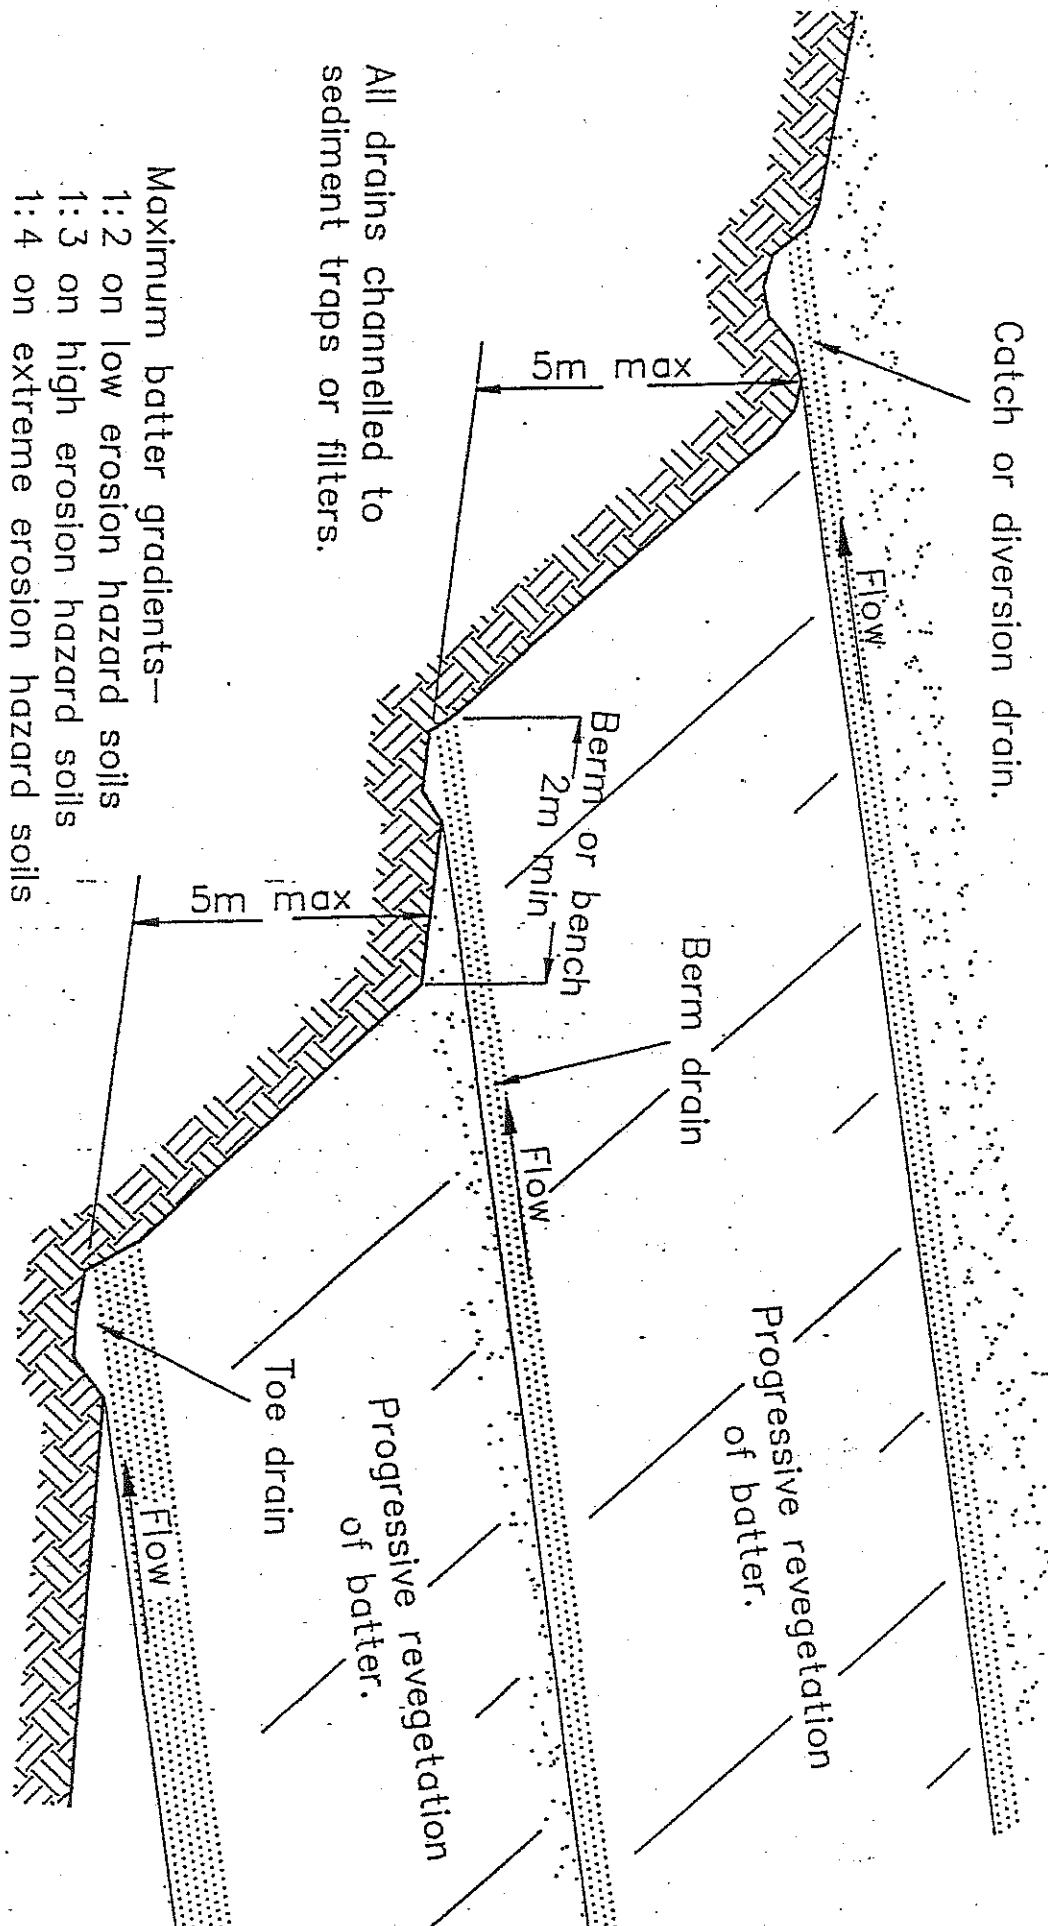 Catch or diversion drain.
Flow
5m max
Berm or bench
2m min
All drains channelled to
sediment traps or filters.
Berm drain
Flow
Progressive revegetation
of batter.
5m max
Maximum batter gradients—
1:2 on low erosion hazard soils
1:3 on high erosion hazard soils
1:4 on extreme erosion hazard soils
Toe drain
Progressive revegetation
of batter.
Flow